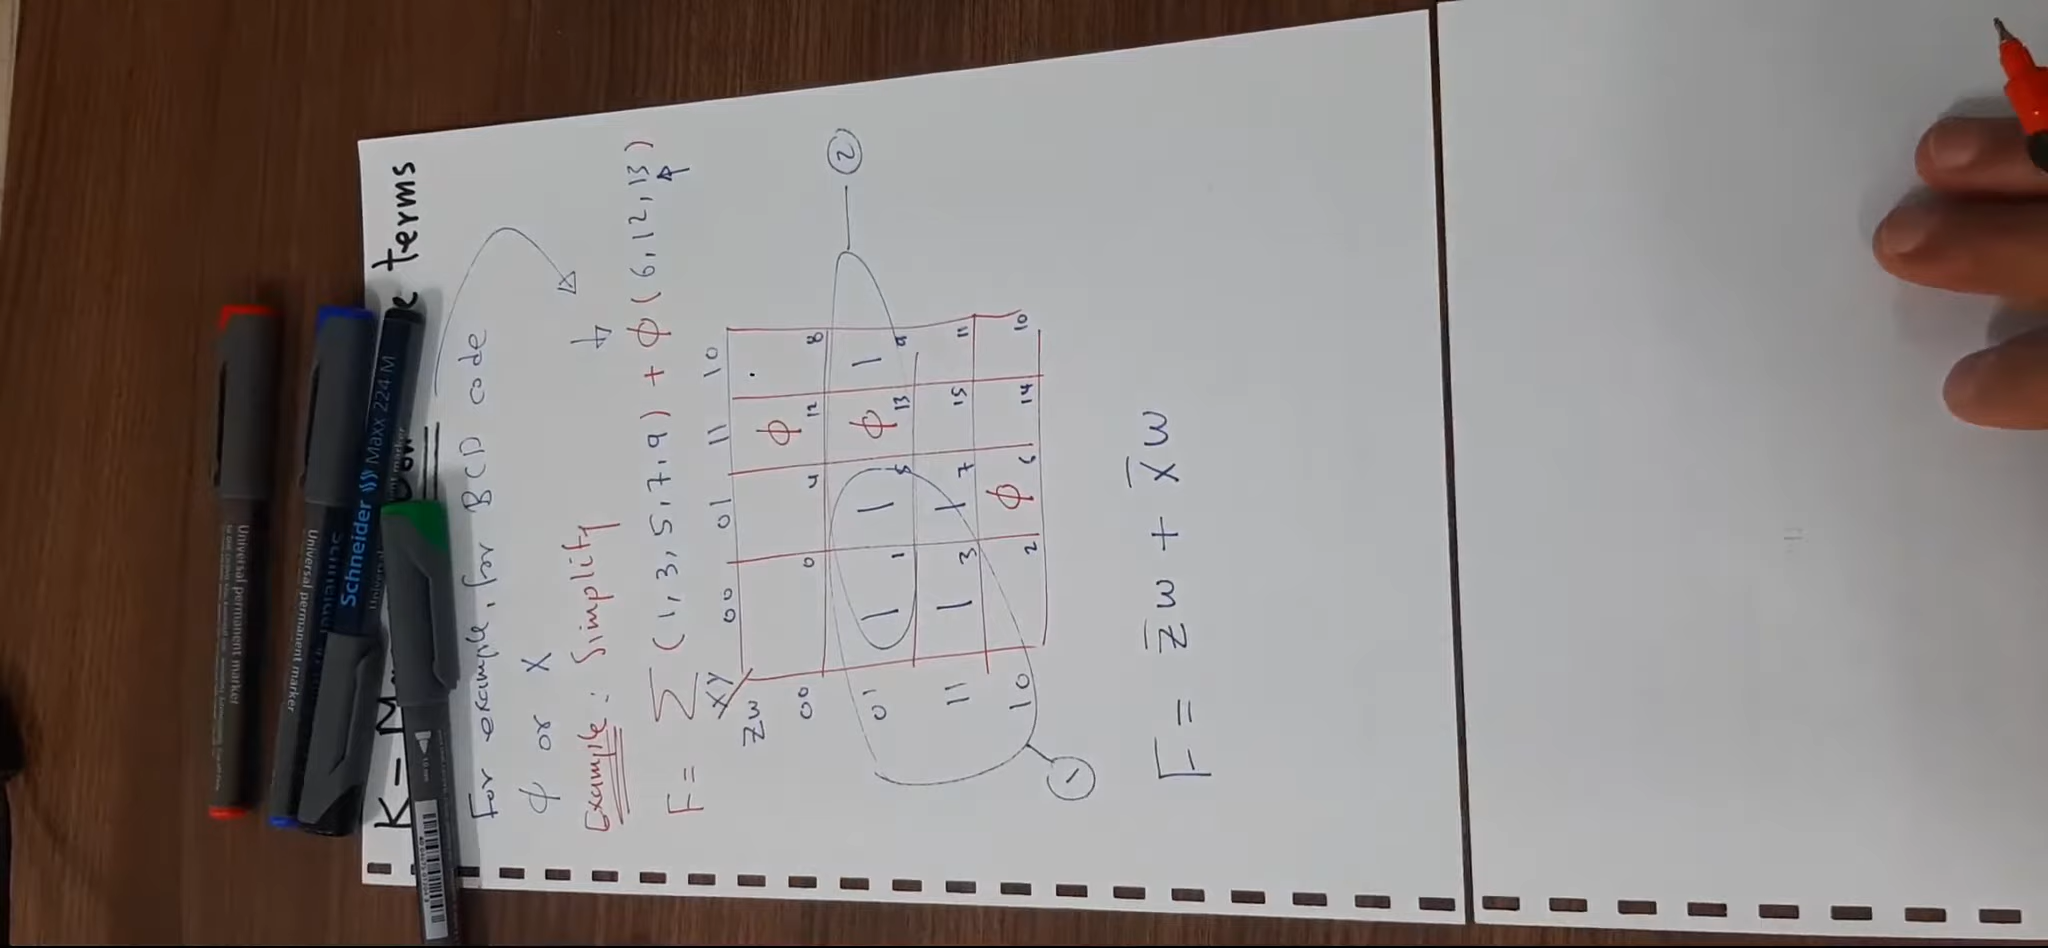 K-M terms
For example, for BCD code
ϕ or X
Example: Simplify
F = ∑ (1,3,5,7,9) + ϕ (6,12,13)
XY 00 01 11 10
ZW
00 0 4 ϕ 12 8
01 1 1 1 5 ϕ 13 1 9
11 1 3 1 7 15 11
10 2 ϕ 6 14 10
1
2
F = z̅w + x̅w
Universal permanent marker
Universal permanent marker
Schneider Maxx 224 M